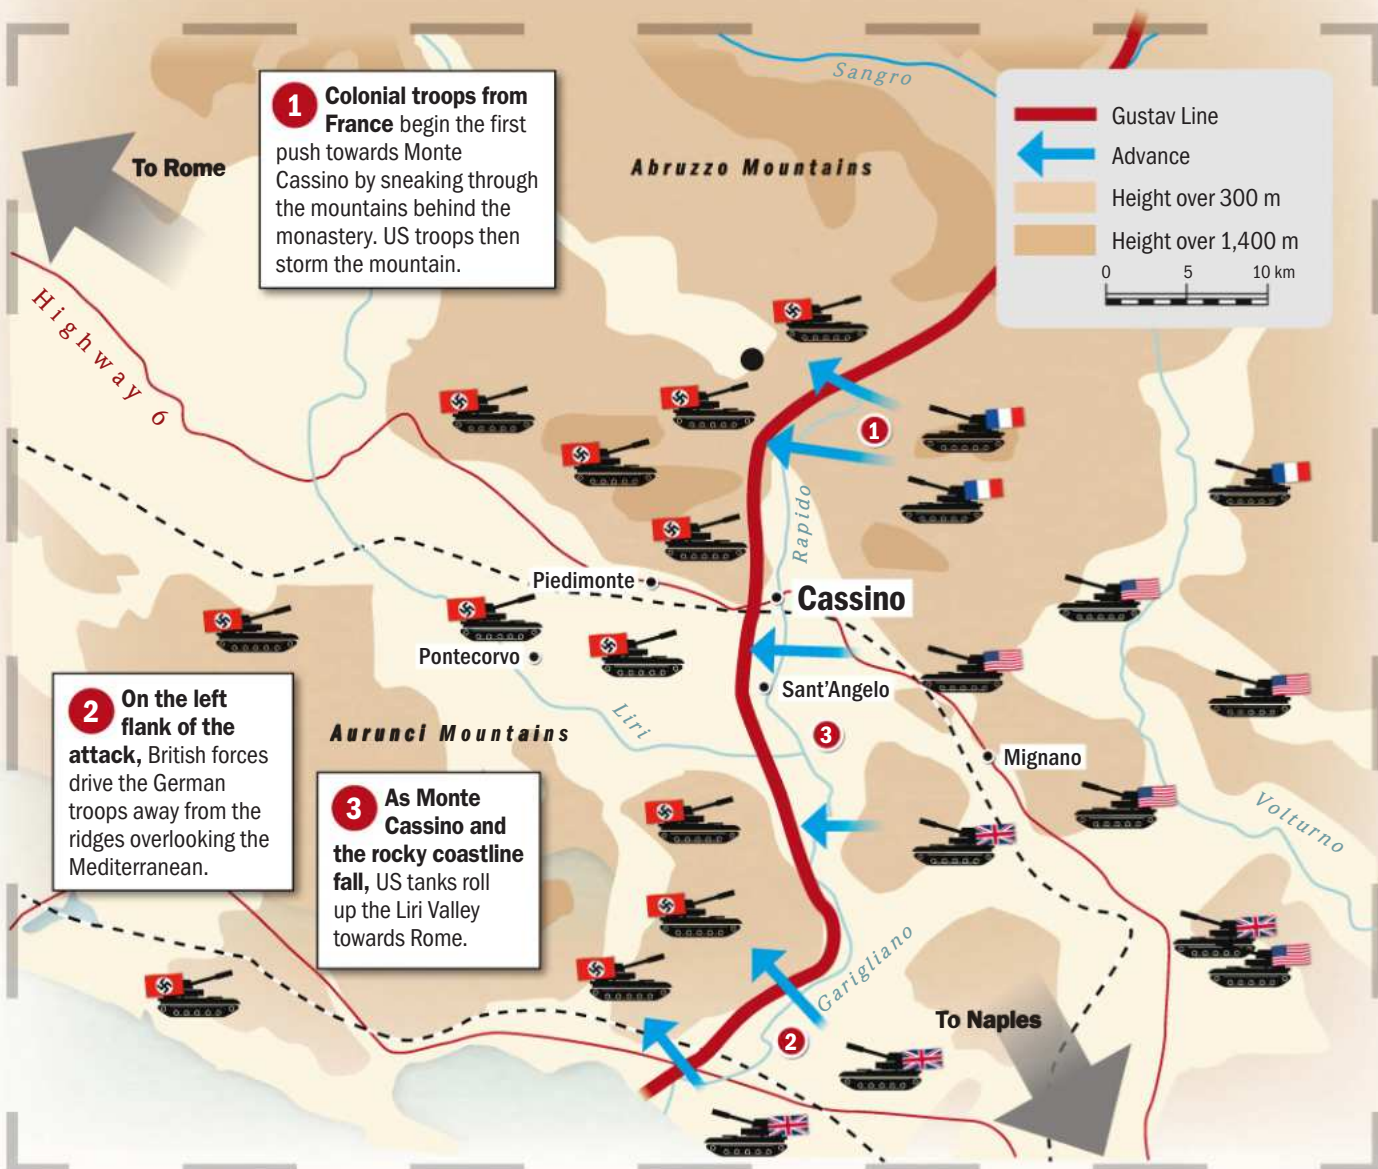 1 Colonial troops from
France begin the first
push towards Monte
Cassino by sneaking through
the mountains behind the
monastery. US troops then
storm the mountain.
To Rome
Sangro
Abruzzo Mountains
Gustav Line
Advance
Height over 300 m
Height over 1,400 m
0 5 10 km
Highway 6
1
Rapido
Piedimonte
Cassino
Pontecorvo
Sant'Angelo
2 On the left
flank of the
attack, British forces
drive the German
troops away from the
ridges overlooking the
Mediterranean.
Aurunci Mountains
Liri
3
Mignano
3 As Monte
Cassino and
the rocky coastline
fall, US tanks roll
up the Liri Valley
towards Rome.
Volturno
Garigliano
To Naples
2